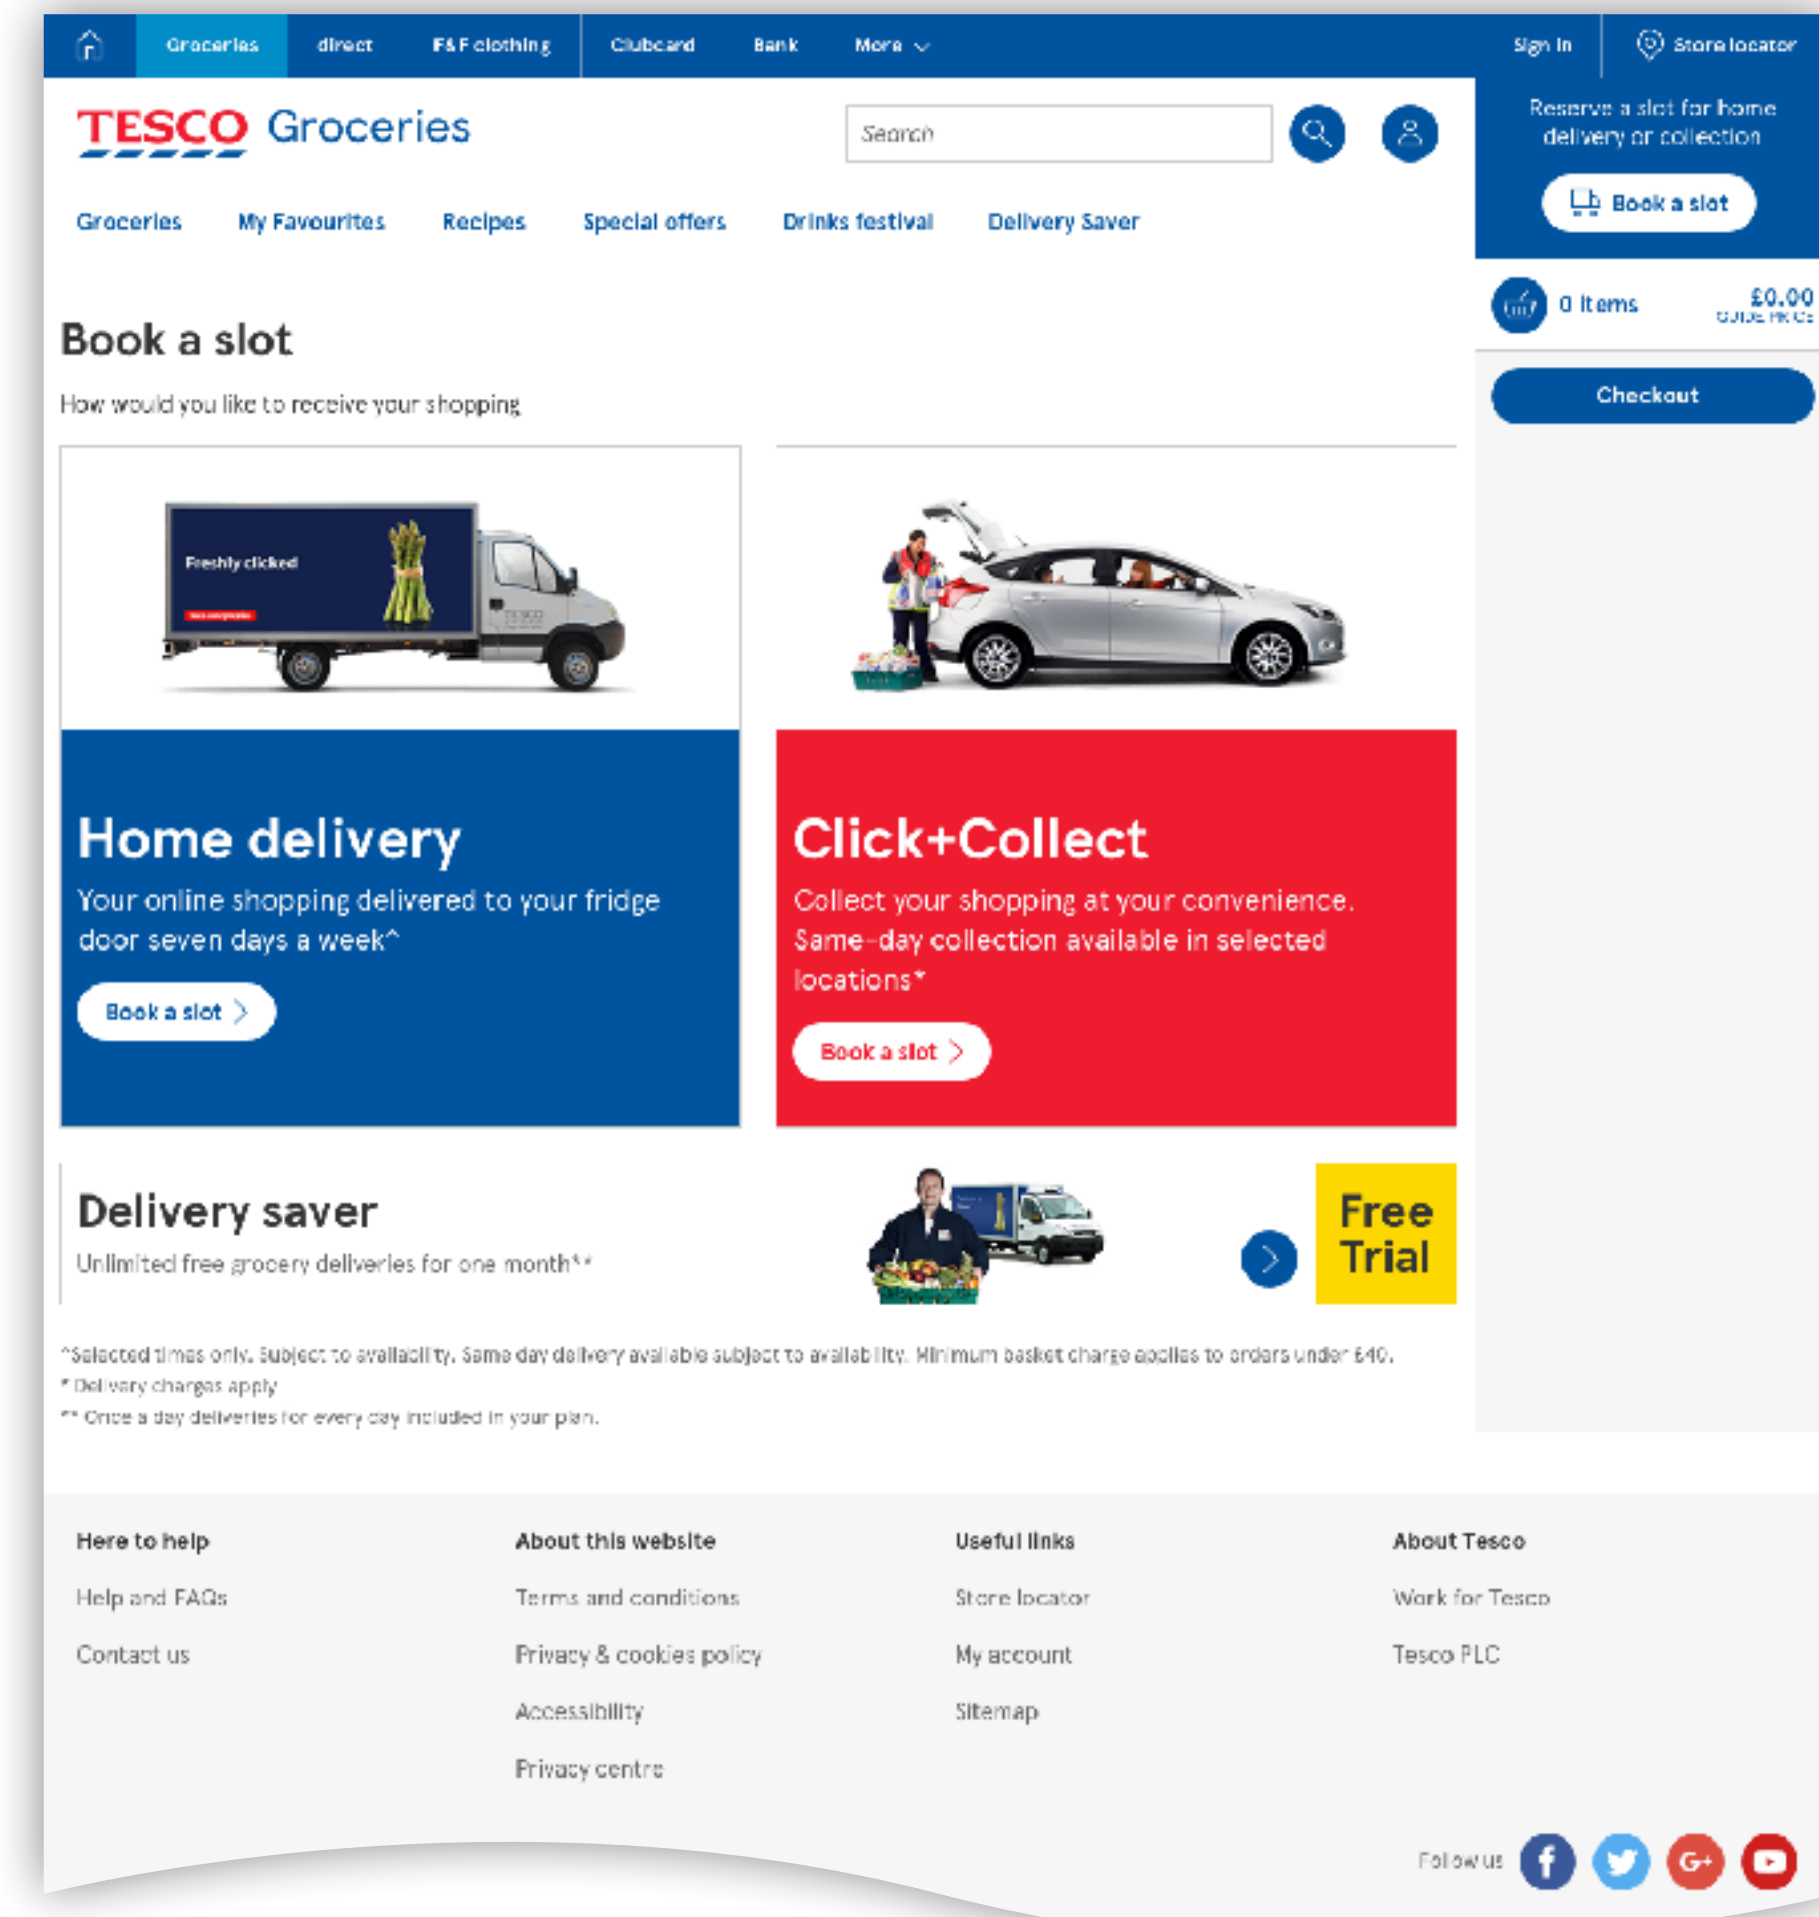 Groceries
direct
F&F clothing
Clubcard
Bank
More
Sign in
Store locator
TESCO Groceries
Search
Reserve a slot for home
delivery or collection
Book a slot
Groceries
My Favourites
Recipes
Special offers
Drinks festival
Delivery Saver
0 items
£0.00
GUIDE PRICE
Checkout
Book a slot
How would you like to receive your shopping
Freshly clicked
TESCO
Home delivery
Your online shopping delivered to your fridge
door seven days a week^
Book a slot
Click+Collect
Collect your shopping at your convenience.
Same-day collection available in selected
locations*
Book a slot
Delivery saver
Unlimited free grocery deliveries for one month**
Free
Trial
^Selected times only. Subject to availability. Same day delivery available subject to availability. Minimum basket charge applies to orders under £40.
* Delivery charges apply
** Once a day deliveries for every day included in your plan.
Here to help
Help and FAQs
Contact us
About this website
Terms and conditions
Privacy & cookies policy
Accessibility
Privacy centre
Useful links
Store locator
My account
Sitemap
About Tesco
Work for Tesco
Tesco PLC
Follow us
f
G+